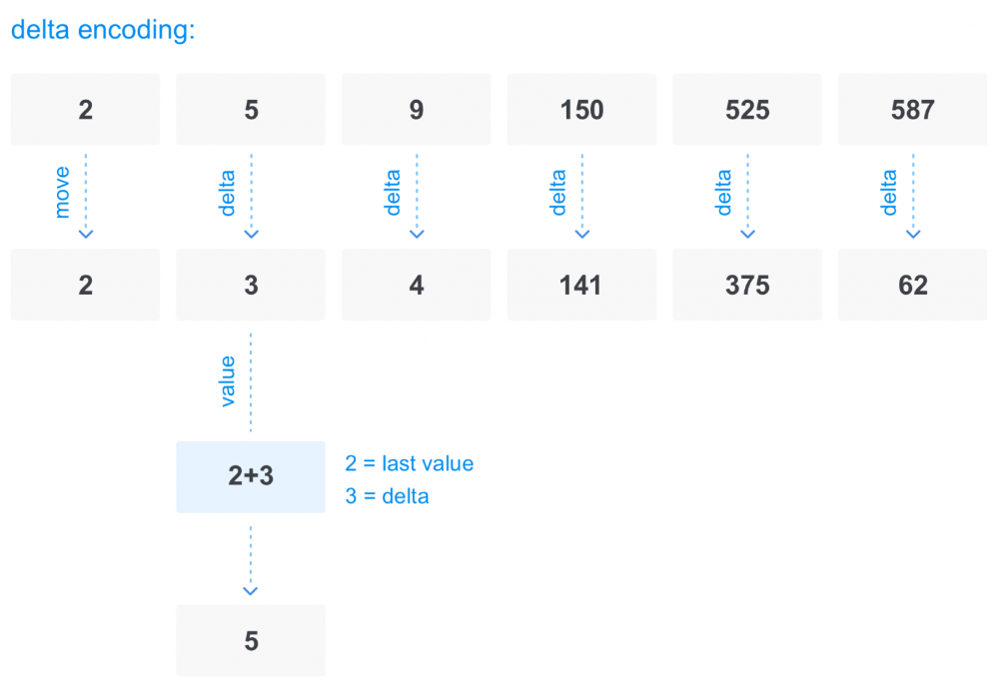 delta encoding:
2 5 9 150 525 587
move delta delta delta delta delta
2 3 4 141 375 62
value
2+3
2 = last value
3 = delta
5